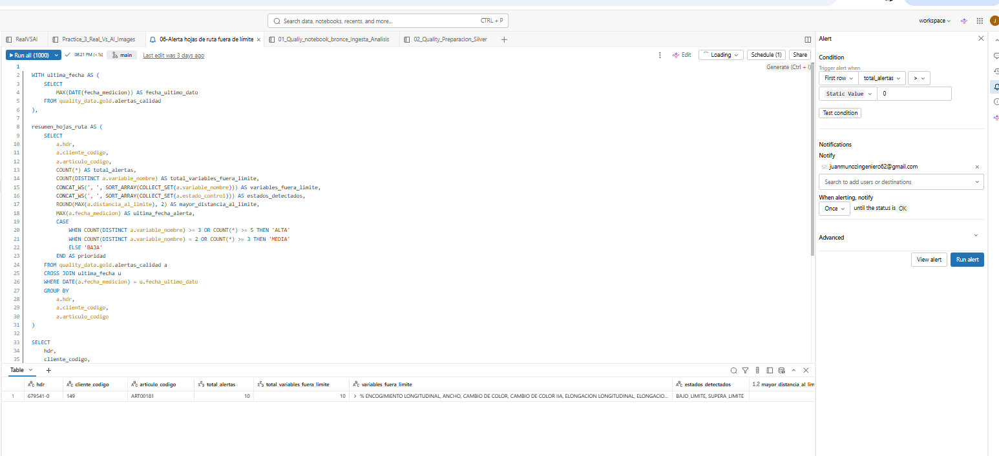 Search data, notebooks, recents, and more... CTRL + P
workspace
J
RealVSAI
Practice_3_Real_Vs_AI_Images
06-Alerta hojas de ruta fuera de límite
01_Qualiy_notebook_bronce_Ingesta_Analisis
02_Quality_Preparacion_Silver
Run all (1000)
08:21 PM (<1s)
main
Last edit was 3 days ago
Edit
Loading
Schedule (1)
Share
Generate (Ctrl + I)
1
2 WITH ultima_fecha AS (
3 SELECT
4 MAX(DATE(fecha_medicion)) AS fecha_ultimo_dato
5 FROM quality_data.gold.alertas_calidad
6 ),
7
8 resumen_hojas_ruta AS (
9 SELECT
10 a.hdr,
11 a.cliente_codigo,
12 a.articulo_codigo,
13 COUNT(*) AS total_alertas,
14 COUNT(DISTINCT a.variable_nombre) AS total_variables_fuera_limite,
15 CONCAT_WS(', ', SORT_ARRAY(COLLECT_SET(a.variable_nombre))) AS variables_fuera_limite,
16 CONCAT_WS(', ', SORT_ARRAY(COLLECT_SET(a.estado_control))) AS estados_detectados,
17 ROUND(MAX(a.distancia_al_limite), 2) AS mayor_distancia_al_limite,
18 MAX(a.fecha_medicion) AS ultima_fecha_alerta,
19 CASE
20 WHEN COUNT(DISTINCT a.variable_nombre) >= 3 OR COUNT(*) >= 5 THEN 'ALTA'
21 WHEN COUNT(DISTINCT a.variable_nombre) = 2 OR COUNT(*) >= 3 THEN 'MEDIA'
22 ELSE 'BAJA'
23 END AS prioridad
24 FROM quality_data.gold.alertas_calidad a
25 CROSS JOIN ultima_fecha u
26 WHERE DATE(a.fecha_medicion) = u.fecha_ultimo_dato
27 GROUP BY
28 a.hdr,
29 a.cliente_codigo,
30 a.articulo_codigo
31 )
32
33 SELECT
34 hdr,
35 cliente_codigo,
Table
hdr cliente_codigo articulo_codigo total_alertas total_variables_fuera_limite variables_fuera_limite estados_detectados 1.2 mayor_distancia_al_lim
1 679541-0 149 ART00181 10 10 % ENCOGIMIENTO LONGITUDINAL, ANCHO, CAMBIO DE COLOR, CAMBIO DE COLOR IIA, ELONGACION LONGITUDINAL, ELONGACIO... BAJO_LIMITE, SUPERA_LIMITE
Alert
Condition
Trigger alert when
First row total_alertas >
Static Value 0
Test condition
Notifications
Notify
juanmunozingeniero62@gmail.com
Search to add users or destinations
When alerting, notify
Once until the status is OK
Advanced
View alert
Run alert